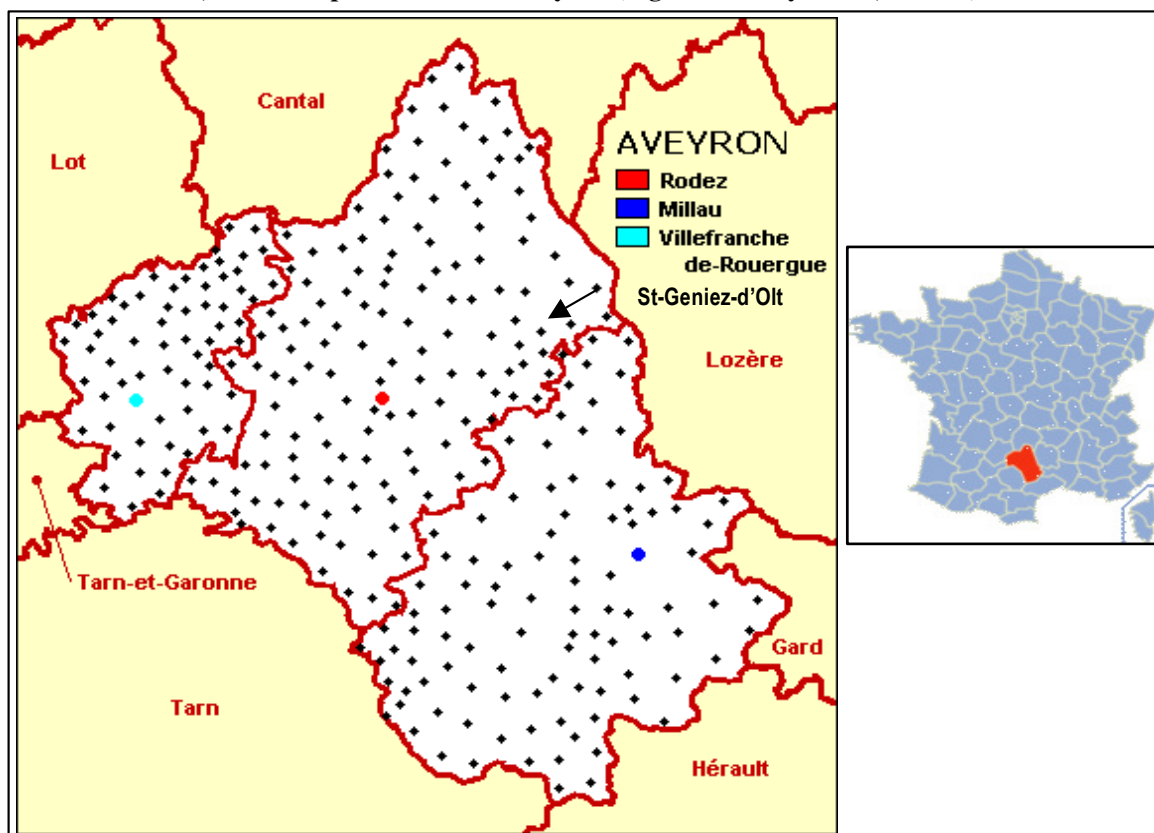 Cantal
Lot
AVEYRON
Rodez
Millau
Villefranche
de-Rouergue
St-Geniez-d'Olt
Lozère
Tarn-et-Garonne
Gard
Tarn
Hérault